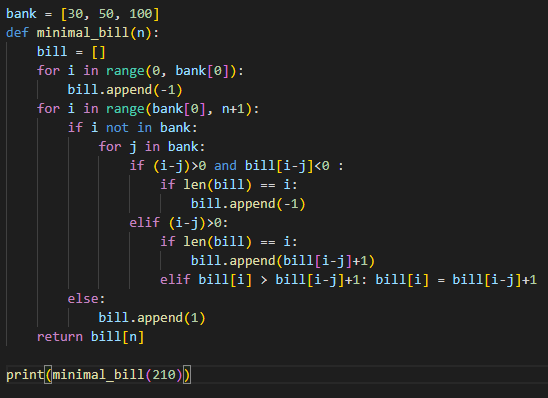 bank = [30, 50, 100]
def minimal_bill(n):
    bill = []
    for i in range(0, bank[0]):
        bill.append(-1)
    for i in range(bank[0], n+1):
        if i not in bank:
            for j in bank:
                if (i-j)>0 and bill[i-j]<0 :
                    if len(bill) == i:
                        bill.append(-1)
                elif (i-j)>0:
                    if len(bill) == i:
                        bill.append(bill[i-j]+1)
                    elif bill[i] > bill[i-j]+1: bill[i] = bill[i-j]+1
        else:
            bill.append(1)
    return bill[n]

print(minimal_bill(210))